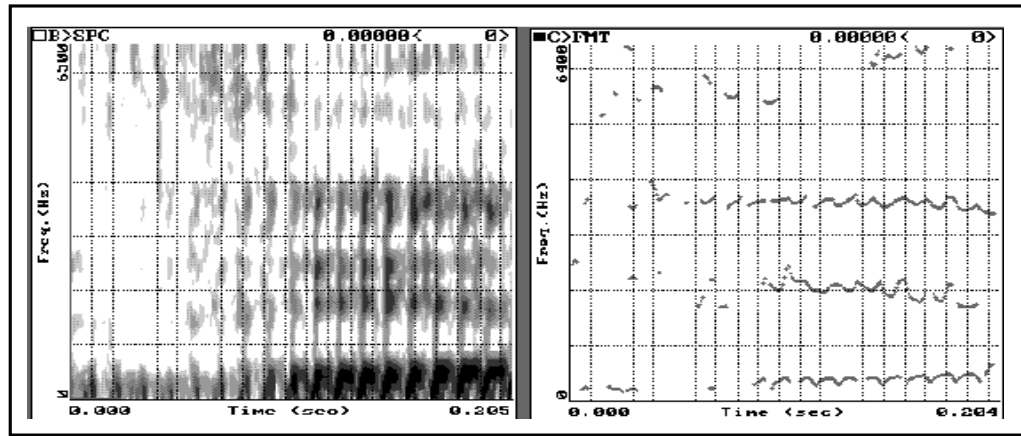 B>SPC 0.00000< 0>
6500
Freq.(Hz)
0
0.000 Time (sec) 0.205
C>FMT 0.00000< 0>
6400
Freq.(Hz)
0
0.000 Time (sec) 0.204